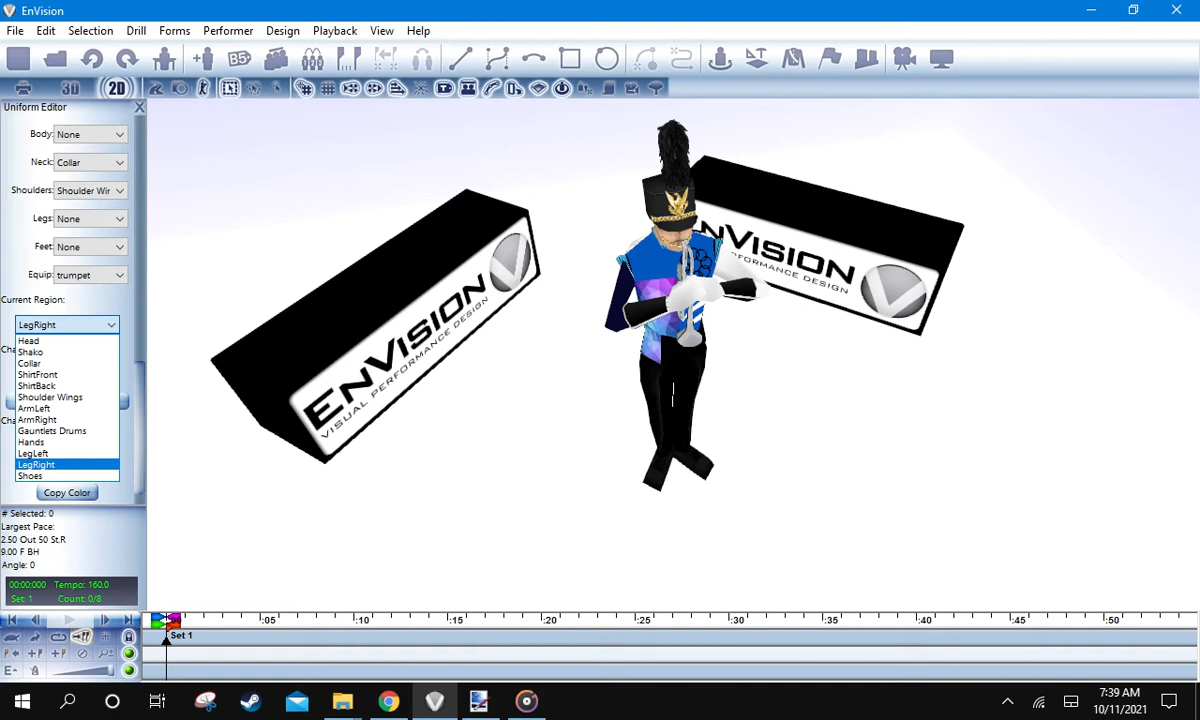 EnVision
File Edit Selection Drill Forms Performer Design Playback View Help
3D 2D
Uniform Editor
Body: None
Neck: Collar
Shoulders: Shoulder Wir
Legs: None
Feet: None
Equip: trumpet
Current Region:
LegRight
Head
Shako
Collar
ShirtFront
ShirtBack
Shoulder Wings
ArmLeft
ArmRight
Gauntlets Drums
Hands
LegLeft
LegRight
Shoes
Cha
Cha
Copy Color
# Selected: 0
Largest Pace:
2.50 Out 50 St.R
9.00 F BH
Angle: 0
00:00:000 Tempo: 160.0
Set: 1 Count: 0/8
ENVISION
VISUAL PERFORMANCE DESIGN
NVISION
FORMANCE DESIGN
:05 :10 :15 :20 :25 :30 :35 :40 :45 :50
Set 1
7:39 AM
10/11/2021